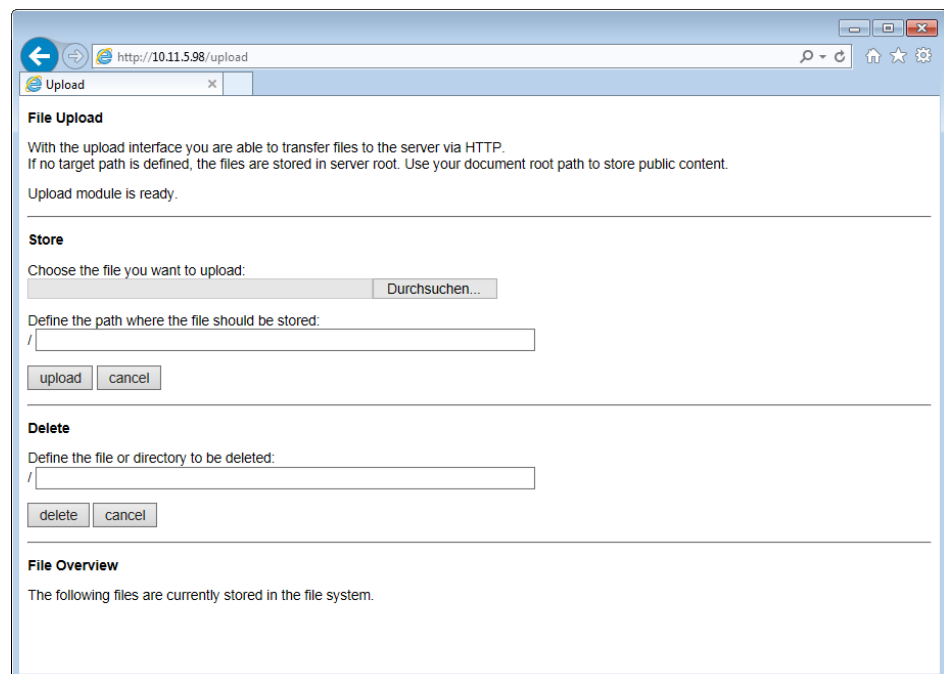 http://10.11.5.98/upload
Upload
File Upload
With the upload interface you are able to transfer files to the server via HTTP.
If no target path is defined, the files are stored in server root. Use your document root path to store public content.
Upload module is ready.
Store
Choose the file you want to upload:
Durchsuchen...
Define the path where the file should be stored:
/
upload cancel
Delete
Define the file or directory to be deleted:
/
delete cancel
File Overview
The following files are currently stored in the file system.